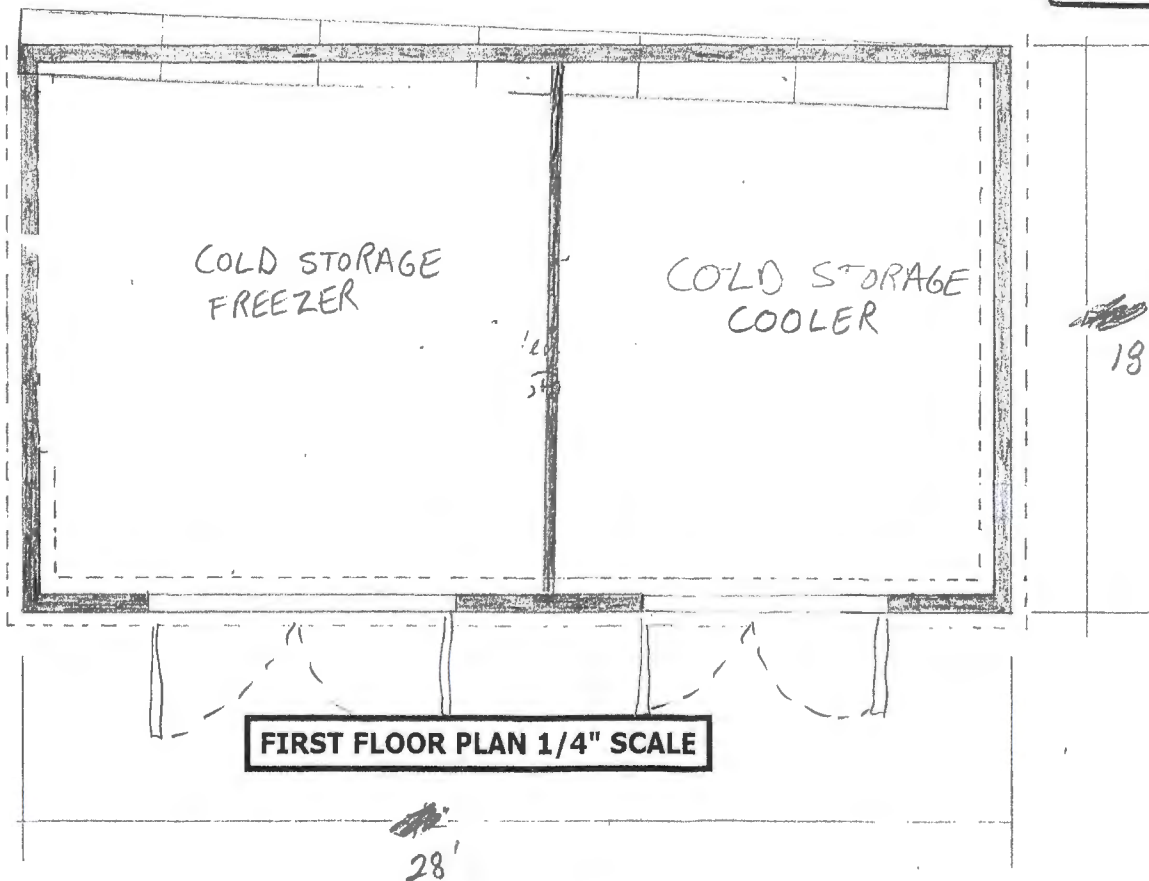 COLD STORAGE
FREEZER
COLD STORAGE
COOLER
18
FIRST FLOOR PLAN 1/4" SCALE
28'